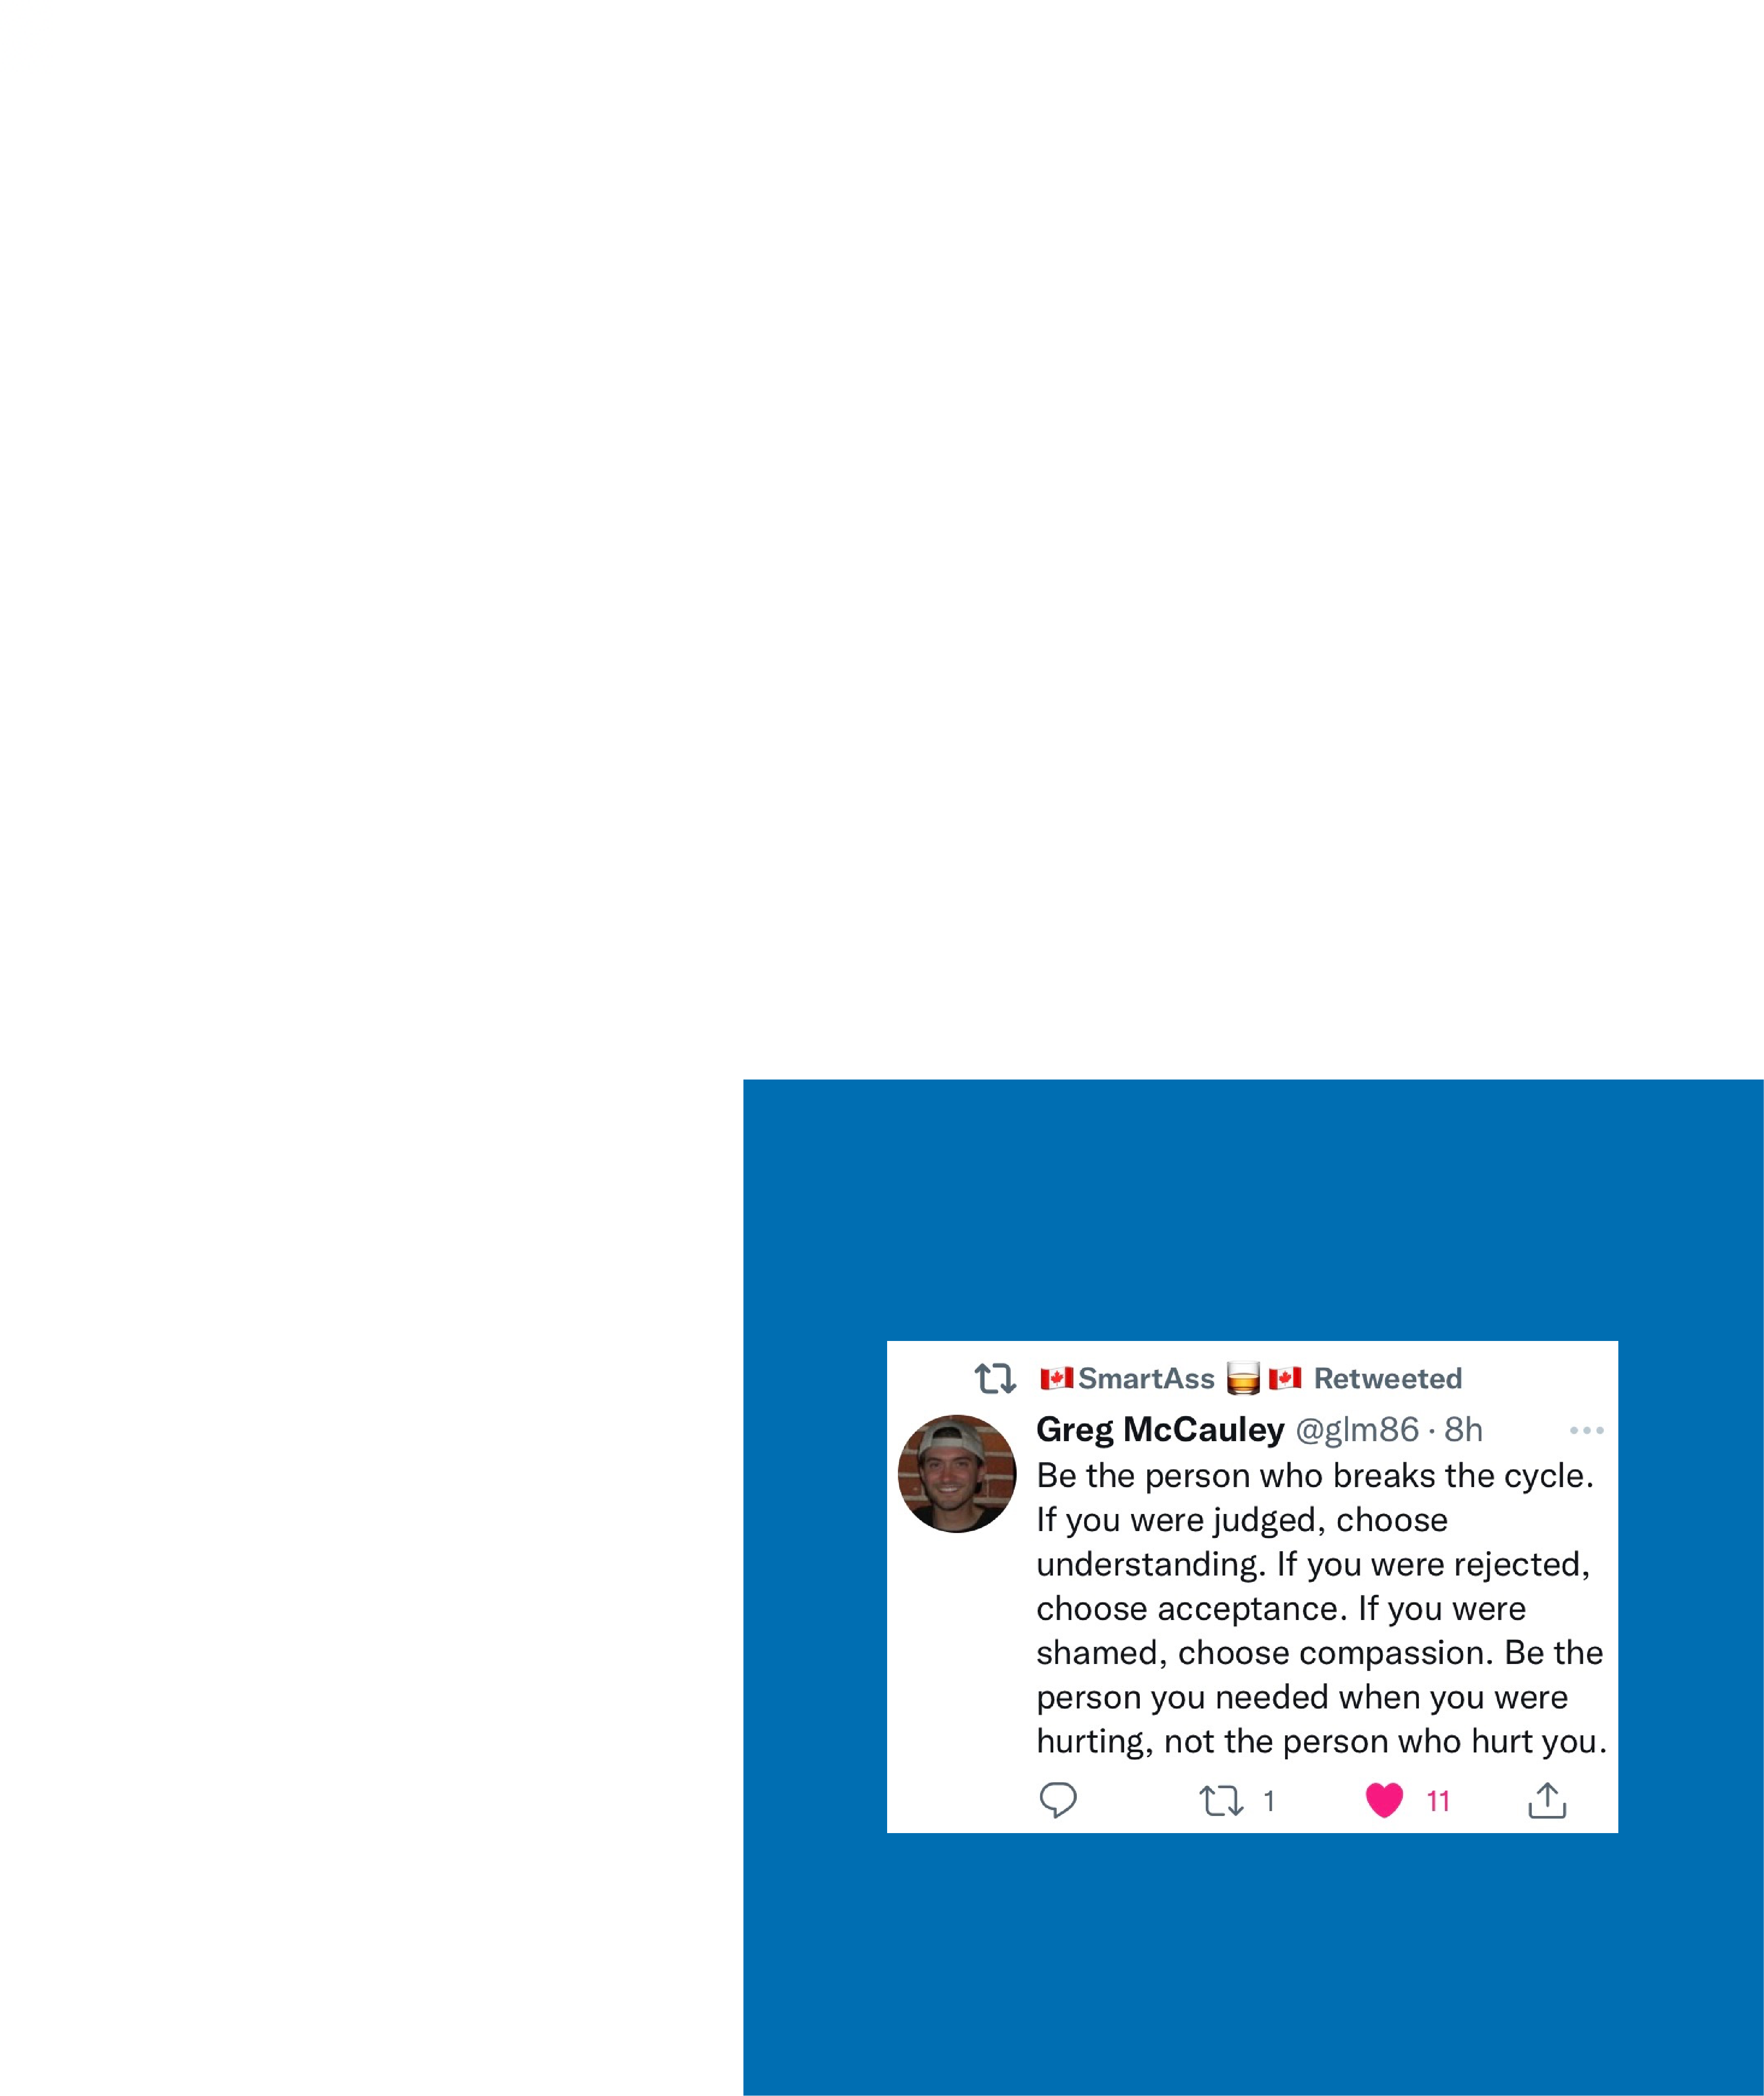 🇨🇦SmartAss 🥃🇨🇦 Retweeted
Greg McCauley @glm86 · 8h
Be the person who breaks the cycle.
If you were judged, choose
understanding. If you were rejected,
choose acceptance. If you were
shamed, choose compassion. Be the
person you needed when you were
hurting, not the person who hurt you.
1 11